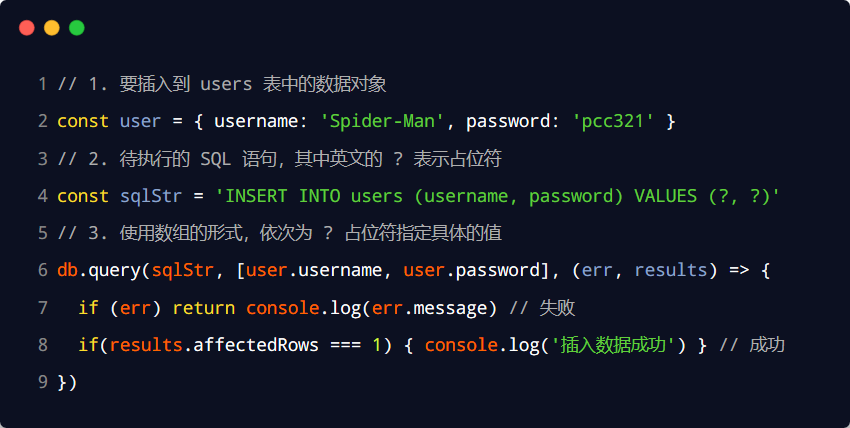 1 // 1. 要插入到 users 表中的数据对象
2 const user = { username: 'Spider-Man', password: 'pcc321' }
3 // 2. 待执行的 SQL 语句，其中英文的 ? 表示占位符
4 const sqlStr = 'INSERT INTO users (username, password) VALUES (?, ?)'
5 // 3. 使用数组的形式，依次为 ? 占位符指定具体的值
6 db.query(sqlStr, [user.username, user.password], (err, results) => {
7   if (err) return console.log(err.message) // 失败
8   if(results.affectedRows === 1) { console.log('插入数据成功') } // 成功
9 })